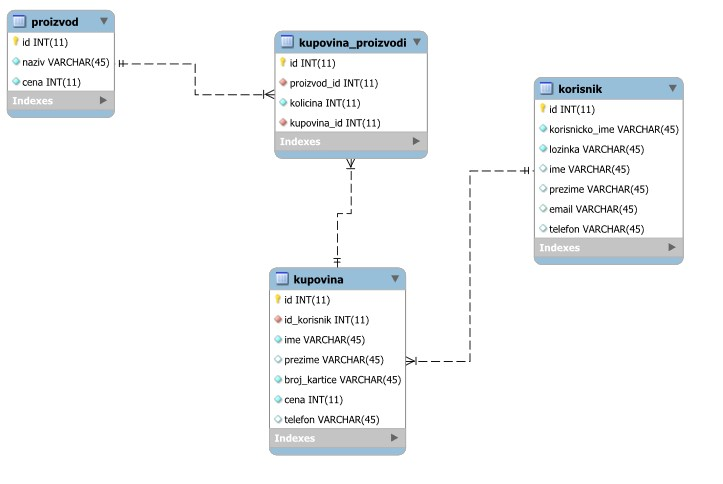 proizvod
id INT(11)
naziv VARCHAR(45)
cena INT(11)
Indexes
kupovina_proizvodi
id INT(11)
proizvod_id INT(11)
kolicina INT(11)
kupovina_id INT(11)
Indexes
korisnik
id INT(11)
korisnicko_ime VARCHAR(45)
lozinka VARCHAR(45)
ime VARCHAR(45)
prezime VARCHAR(45)
email VARCHAR(45)
telefon VARCHAR(45)
Indexes
kupovina
id INT(11)
id_korisnik INT(11)
ime VARCHAR(45)
prezime VARCHAR(45)
broj_kartice VARCHAR(45)
cena INT(11)
telefon VARCHAR(45)
Indexes